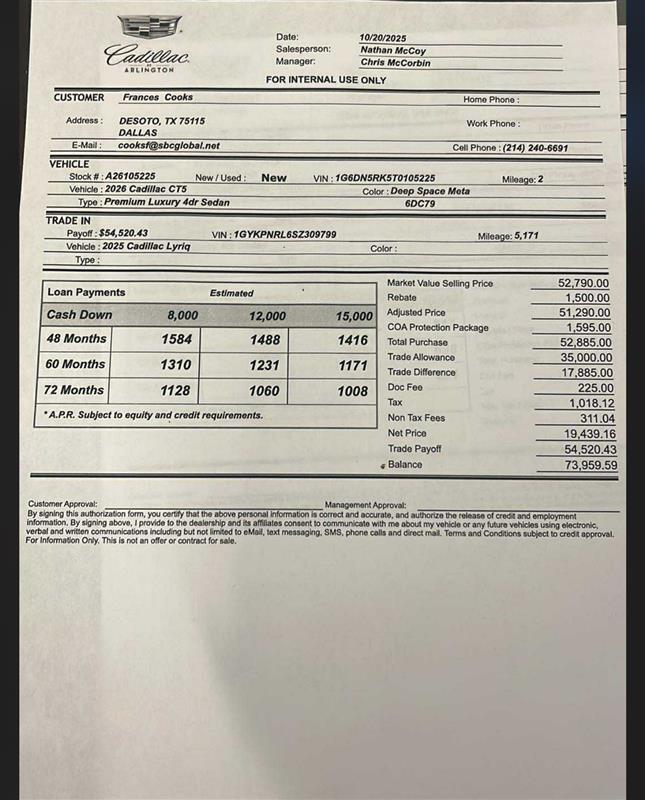 Cadillac
OF
ARLINGTON
Date: 10/20/2025
Salesperson: Nathan McCoy
Manager: Chris McCorbin
FOR INTERNAL USE ONLY
CUSTOMER Frances Cooks Home Phone :
Address : DESOTO, TX 75115 Work Phone :
DALLAS
E-Mail : cooksf@sbcglobal.net Cell Phone : (214) 240-6691
VEHICLE
Stock # : A26105225 New / Used : New VIN : 1G6DN5RK5T0105225 Mileage: 2
Vehicle : 2026 Cadillac CT5 Color : Deep Space Meta
Type : Premium Luxury 4dr Sedan 6DC79
TRADE IN
Payoff : $54,520.43 VIN : 1GYKPNRL6SZ309799 Mileage: 5,171
Vehicle : 2025 Cadillac Lyriq Color :
Type :
Loan Payments Estimated
Cash Down 8,000 12,000 15,000
48 Months 1584 1488 1416
60 Months 1310 1231 1171
72 Months 1128 1060 1008
* A.P.R. Subject to equity and credit requirements.
Market Value Selling Price 52,790.00
Rebate 1,500.00
Adjusted Price 51,290.00
COA Protection Package 1,595.00
Total Purchase 52,885.00
Trade Allowance 35,000.00
Trade Difference 17,885.00
Doc Fee 225.00
Tax 1,018.12
Non Tax Fees 311.04
Net Price 19,439.16
Trade Payoff 54,520.43
Balance 73,959.59
Customer Approval: Management Approval:
By signing this authorization form, you certify that the above personal information is correct and accurate, and authorize the release of credit and employment
information. By signing above, I provide to the dealership and its affiliates consent to communicate with me about my vehicle or any future vehicles using electronic,
verbal and written communications including but not limited to eMail, text messaging, SMS, phone calls and direct mail. Terms and Conditions subject to credit approval.
For Information Only. This is not an offer or contract for sale.